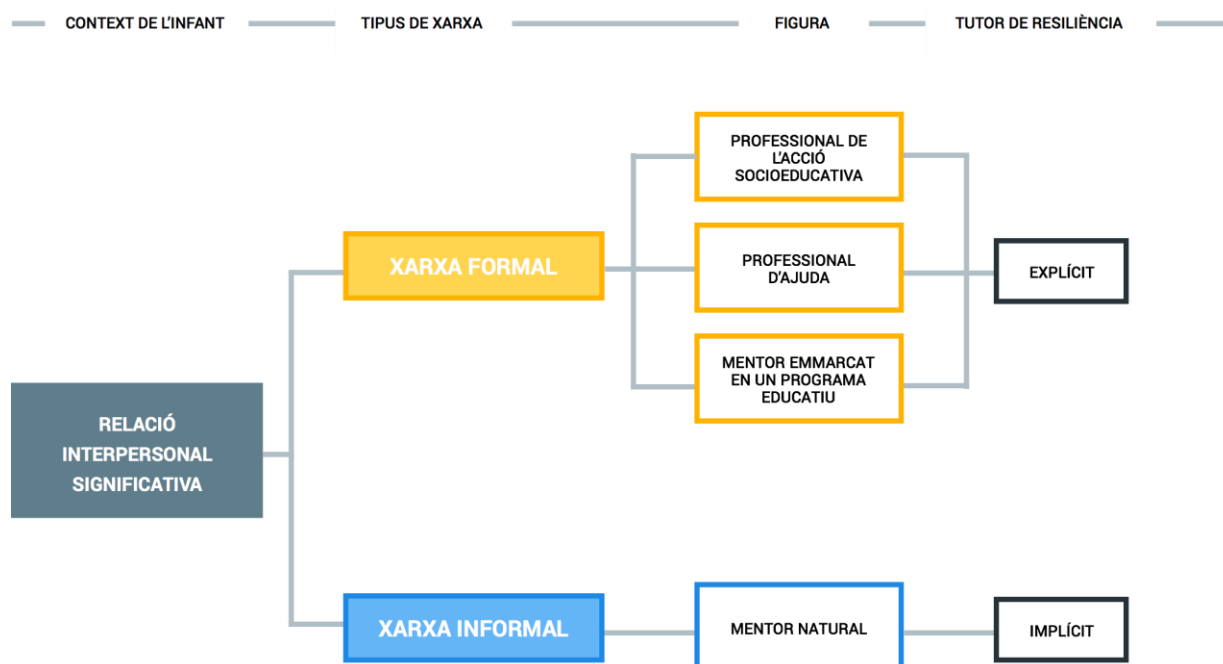 CONTEXT DE L'INFANT
TIPUS DE XARXA
FIGURA
TUTOR DE RESILIÈNCIA
PROFESSIONAL DE
L'ACCIÓ
SOCIOEDUCATIVA
XARXA FORMAL
PROFESSIONAL
D'AJUDA
EXPLÍCIT
MENTOR EMMARCAT
EN UN PROGRAMA
EDUCATIU
RELACIÓ
INTERPERSONAL
SIGNIFICATIVA
XARXA INFORMAL
MENTOR NATURAL
IMPLÍCIT